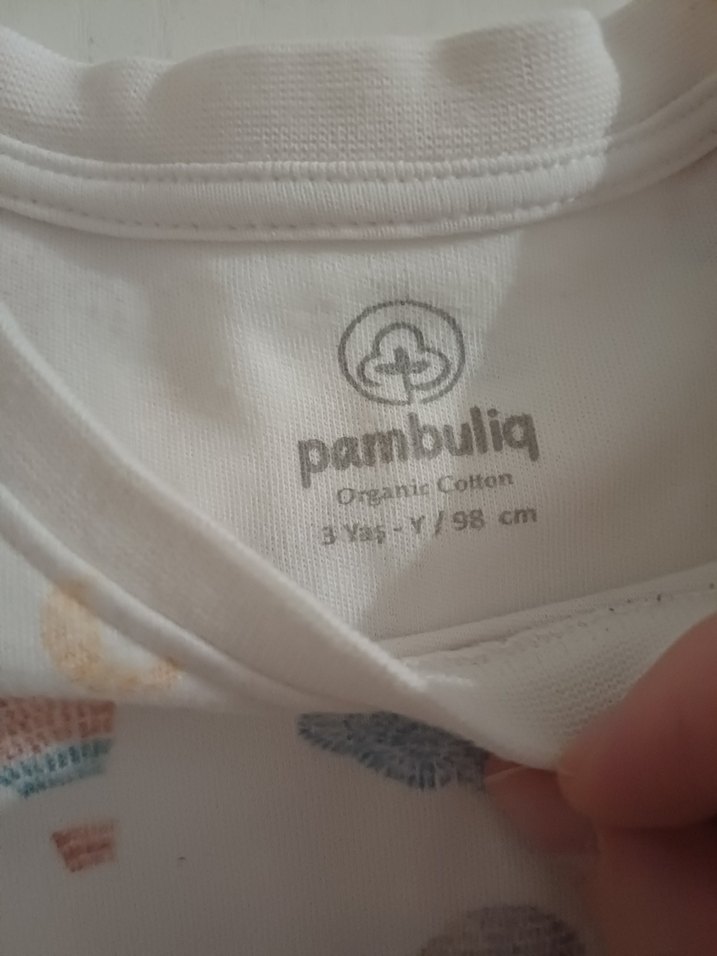 pambuliq
Organic Cotton
3 Yaş - Y / 98 cm